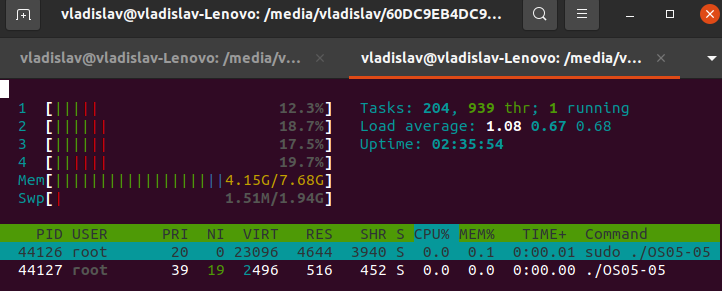 vladislav@vladislav-Lenovo: /media/vladislav/60DC9EB4DC9...
vladislav@vladislav-Lenovo: /media/v... ×
vladislav@vladislav-Lenovo: /media/v... ×
1 [||||| 12.3%] Tasks: 204, 939 thr; 1 running
2 [|||||| 18.7%] Load average: 1.08 0.67 0.68
3 [|||||| 17.5%] Uptime: 02:35:54
4 [|||||| 19.7%]
Mem[||||||||||||||||||||4.15G/7.68G]
Swp[| 1.51M/1.94G]
PID USER PRI NI VIRT RES SHR S CPU% MEM% TIME+ Command
44126 root 20 0 23096 4644 3940 S 0.0 0.1 0:00.01 sudo ./OS05-05
44127 root 39 19 2496 516 452 S 0.0 0.0 0:00.00 ./OS05-05